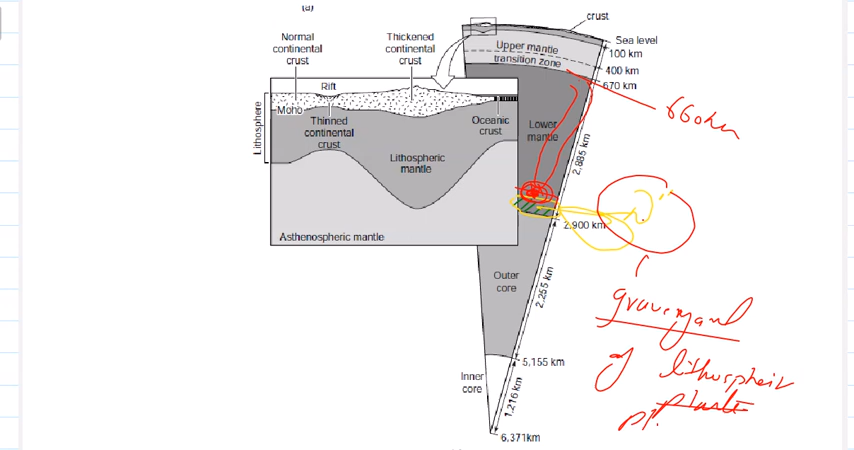 (a)
crust
Normal continental crust
Thickened continental crust
Sea level
100 km
Upper mantle
transition zone
400 km
670 km
660km
Rift
Moho
Thinned continental crust
Oceanic crust
Lithosphere
Lower mantle
2,885 km
Lithospheric mantle
Asthenospheric mantle
D''
2,900 km
Outer core
2,255 km
graveyard
of lithospheric
5,155 km
Inner core
1,216 km
6,371km